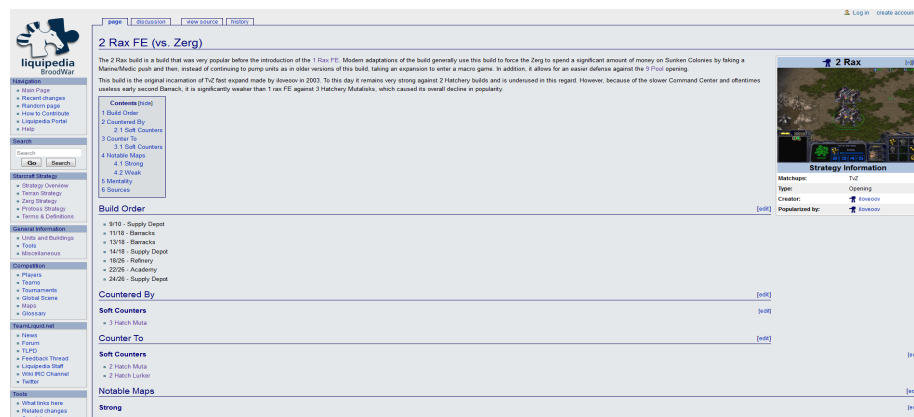 Log in create account
page discussion view source history
liquipedia
BroodWar
Navigation
Main Page
Recent changes
Random page
How to Contribute
Liquipedia Portal
Help
Search
Search
Go Search
Starcraft Strategy
Strategy Overview
Terran Strategy
Zerg Strategy
Protoss Strategy
Terms & Definitions
General Information
Units and Buildings
Tools
Miscellaneous
Competition
Players
Teams
Tournaments
Global Scene
Maps
Glossary
TeamLiquid.net
News
Forum
TLPD
Feedback Thread
Liquipedia Staff
Wiki IRC Channel
Twitter
Tools
What links here
Related changes
2 Rax FE (vs. Zerg)
The 2 Rax build is a build that was very popular before the introduction of the 1 Rax FE. Modern adaptations of the build generally use this build to force the Zerg to spend a significant amount of money on Sunken Colonies by faking a
Marine/Medic push and then, instead of continuing to pump units as in older versions of this build, taking an expansion to enter a macro game. In addition, it allows for an easier defense against the 9 Pool opening.
This build is the original incarnation of TvZ fast expand made by iloveoov in 2003. To this day it remains very strong against 2 Hatchery builds and is underused in this regard. However, because of the slower Command Center and oftentimes
useless early second Barrack, it is significantly weaker than 1 rax FE against 3 Hatchery Mutalisks, which caused its overall decline in popularity.
Contents [hide]
1 Build Order
2 Countered By
2.1 Soft Counters
3 Counter To
3.1 Soft Counters
4 Notable Maps
4.1 Strong
4.2 Weak
5 Mentality
6 Sources
2 Rax
Strategy Information
Matchups: TvZ
Type: Opening
Creator: iloveoov
Popularized by: iloveoov
Build Order [edit]
9/10 - Supply Depot
11/18 - Barracks
13/18 - Barracks
14/18 - Supply Depot
18/26 - Refinery
22/26 - Academy
24/26 - Supply Depot
Countered By [edit]
Soft Counters [edit]
3 Hatch Muta
Counter To [edit]
Soft Counters
2 Hatch Muta
2 Hatch Lurker
Notable Maps
Strong